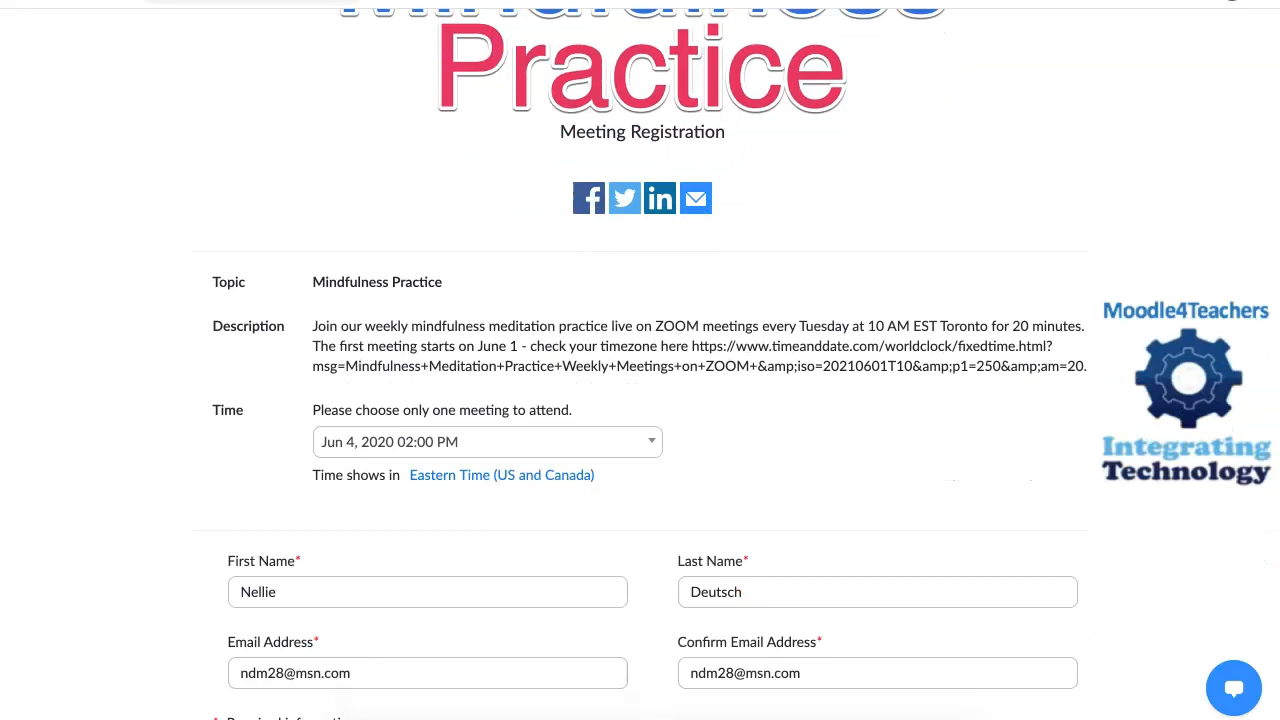 Mindfulness
Practice
Meeting Registration
Topic
Mindfulness Practice
Description
Join our weekly mindfulness meditation practice live on ZOOM meetings every Tuesday at 10 AM EST Toronto for 20 minutes.
The first meeting starts on June 1 - check your timezone here https://www.timeanddate.com/worldclock/fixedtime.html?
msg=Mindfulness+Meditation+Practice+Weekly+Meetings+on+ZOOM+&amp;iso=20210601T10&amp;p1=250&amp;am=20.
Time
Please choose only one meeting to attend.
Jun 4, 2020 02:00 PM
Time shows in Eastern Time (US and Canada)
First Name*
Last Name*
Nellie
Deutsch
Email Address*
Confirm Email Address*
ndm28@msn.com
ndm28@msn.com
* Required information
Moodle4Teachers
Integrating
Technology